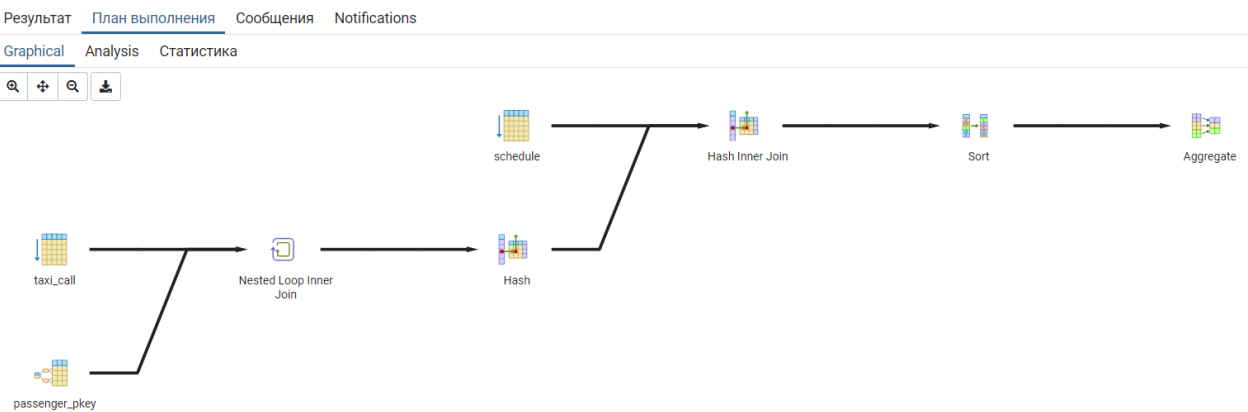 Результат План выполнения Сообщения Notifications
Graphical Analysis Статистика
schedule
Hash Inner Join
Sort
Aggregate
taxi_call
Nested Loop Inner
Join
Hash
passenger_pkey